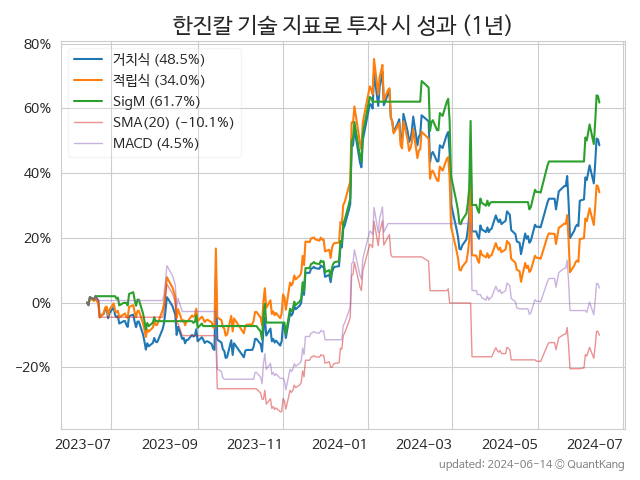 한진칼 기술 지표로 투자 시 성과 (1년)
거치식 (48.5%)
적립식 (34.0%)
SigM (61.7%)
SMA(20) (−10.1%)
MACD (4.5%)
80%
60%
40%
20%
0%
−20%
2023-07 2023-09 2023-11 2024-01 2024-03 2024-05 2024-07
updated: 2024-06-14 © QuantKang